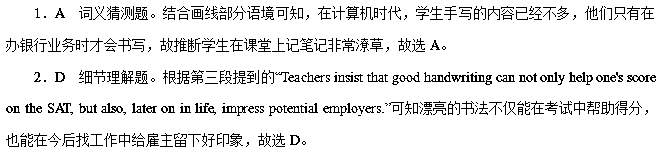 1．A　词义猜测题。结合画线部分语境可知，在计算机时代，学生手写的内容已经不多，他们只有在
办银行业务时才会书写，故推断学生在课堂上记笔记非常潦草，故选 A。
2．D　细节理解题。根据第三段提到的“Teachers insist that good handwriting can not only help one's score
on the SAT, but also, later on in life, impress potential employers.”可知漂亮的书法不仅能在考试中帮助得分，
也能在今后找工作中给雇主留下好印象，故选 D。